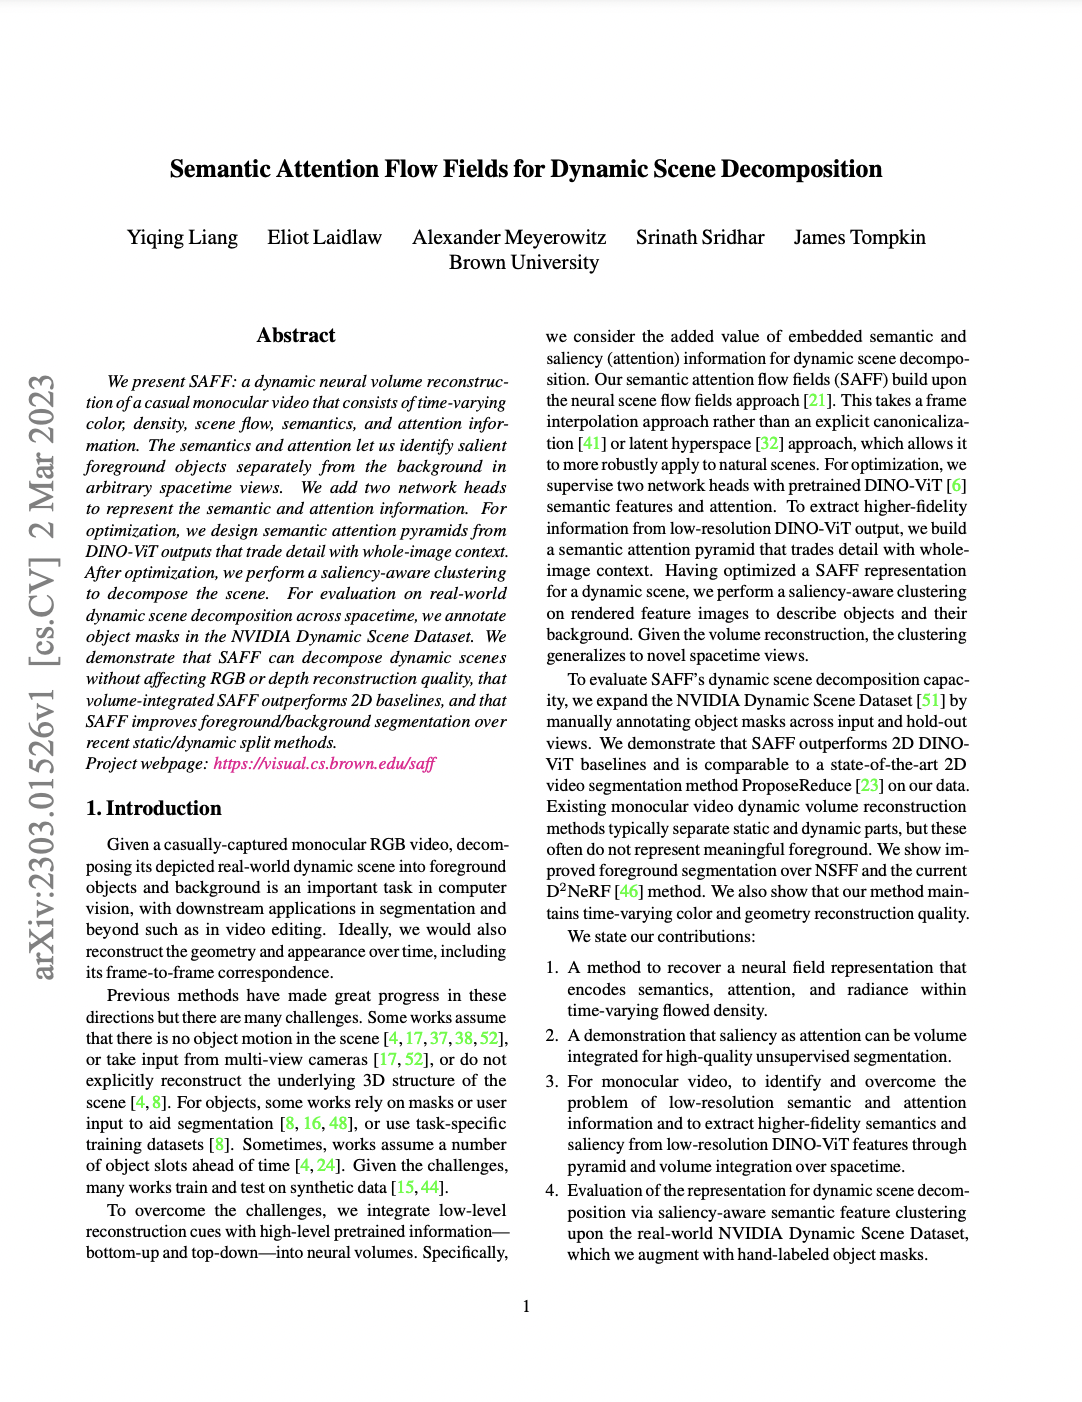 Semantic Attention Flow Fields for Dynamic Scene Decomposition
Yiqing Liang Eliot Laidlaw Alexander Meyerowitz Srinath Sridhar James Tompkin
Brown University
arXiv:2303.01526v1 [cs.CV] 2 Mar 2023
Abstract
We present SAFF: a dynamic neural volume reconstruc-
tion of a casual monocular video that consists of time-varying
color, density, scene flow, semantics, and attention infor-
mation. The semantics and attention let us identify salient
foreground objects separately from the background in
arbitrary spacetime views. We add two network heads
to represent the semantic and attention information. For
optimization, we design semantic attention pyramids from
DINO-ViT outputs that trade detail with whole-image context.
After optimization, we perform a saliency-aware clustering
to decompose the scene. For evaluation on real-world
dynamic scene decomposition across spacetime, we annotate
object masks in the NVIDIA Dynamic Scene Dataset. We
demonstrate that SAFF can decompose dynamic scenes
without affecting RGB or depth reconstruction quality, that
volume-integrated SAFF outperforms 2D baselines, and that
SAFF improves foreground/background segmentation over
recent static/dynamic split methods.
Project webpage: https://visual.cs.brown.edu/saff
1. Introduction
Given a casually-captured monocular RGB video, decom-
posing its depicted real-world dynamic scene into foreground
objects and background is an important task in computer
vision, with downstream applications in segmentation and
beyond such as in video editing. Ideally, we would also
reconstruct the geometry and appearance over time, including
its frame-to-frame correspondence.
Previous methods have made great progress in these
directions but there are many challenges. Some works assume
that there is no object motion in the scene [4, 17, 37, 38, 52],
or take input from multi-view cameras [17, 52], or do not
explicitly reconstruct the underlying 3D structure of the
scene [4, 8]. For objects, some works rely on masks or user
input to aid segmentation [8, 16, 48], or use task-specific
training datasets [8]. Sometimes, works assume a number
of object slots ahead of time [4, 24]. Given the challenges,
many works train and test on synthetic data [15, 44].
To overcome the challenges, we integrate low-level
reconstruction cues with high-level pretrained information—
bottom-up and top-down—into neural volumes. Specifically,
we consider the added value of embedded semantic and
saliency (attention) information for dynamic scene decompo-
sition. Our semantic attention flow fields (SAFF) build upon
the neural scene flow fields approach [21]. This takes a frame
interpolation approach rather than an explicit canonicaliza-
tion [41] or latent hyperspace [32] approach, which allows it
to more robustly apply to natural scenes. For optimization, we
supervise two network heads with pretrained DINO-ViT [6]
semantic features and attention. To extract higher-fidelity
information from low-resolution DINO-ViT output, we build
a semantic attention pyramid that trades detail with whole-
image context. Having optimized a SAFF representation
for a dynamic scene, we perform a saliency-aware clustering
on rendered feature images to describe objects and their
background. Given the volume reconstruction, the clustering
generalizes to novel spacetime views.
To evaluate SAFF's dynamic scene decomposition capac-
ity, we expand the NVIDIA Dynamic Scene Dataset [51] by
manually annotating object masks across input and hold-out
views. We demonstrate that SAFF outperforms 2D DINO-
ViT baselines and is comparable to a state-of-the-art 2D
video segmentation method ProposeReduce [23] on our data.
Existing monocular video dynamic volume reconstruction
methods typically separate static and dynamic parts, but these
often do not represent meaningful foreground. We show im-
proved foreground segmentation over NSFF and the current
D²NeRF [46] method. We also show that our method main-
tains time-varying color and geometry reconstruction quality.
We state our contributions:
1. A method to recover a neural field representation that
encodes semantics, attention, and radiance within
time-varying flowed density.
2. A demonstration that saliency as attention can be volume
integrated for high-quality unsupervised segmentation.
3. For monocular video, to identify and overcome the
problem of low-resolution semantic and attention
information and to extract higher-fidelity semantics and
saliency from low-resolution DINO-ViT features through
pyramid and volume integration over spacetime.
4. Evaluation of the representation for dynamic scene decom-
position via saliency-aware semantic feature clustering
upon the real-world NVIDIA Dynamic Scene Dataset,
which we augment with hand-labeled object masks.
1